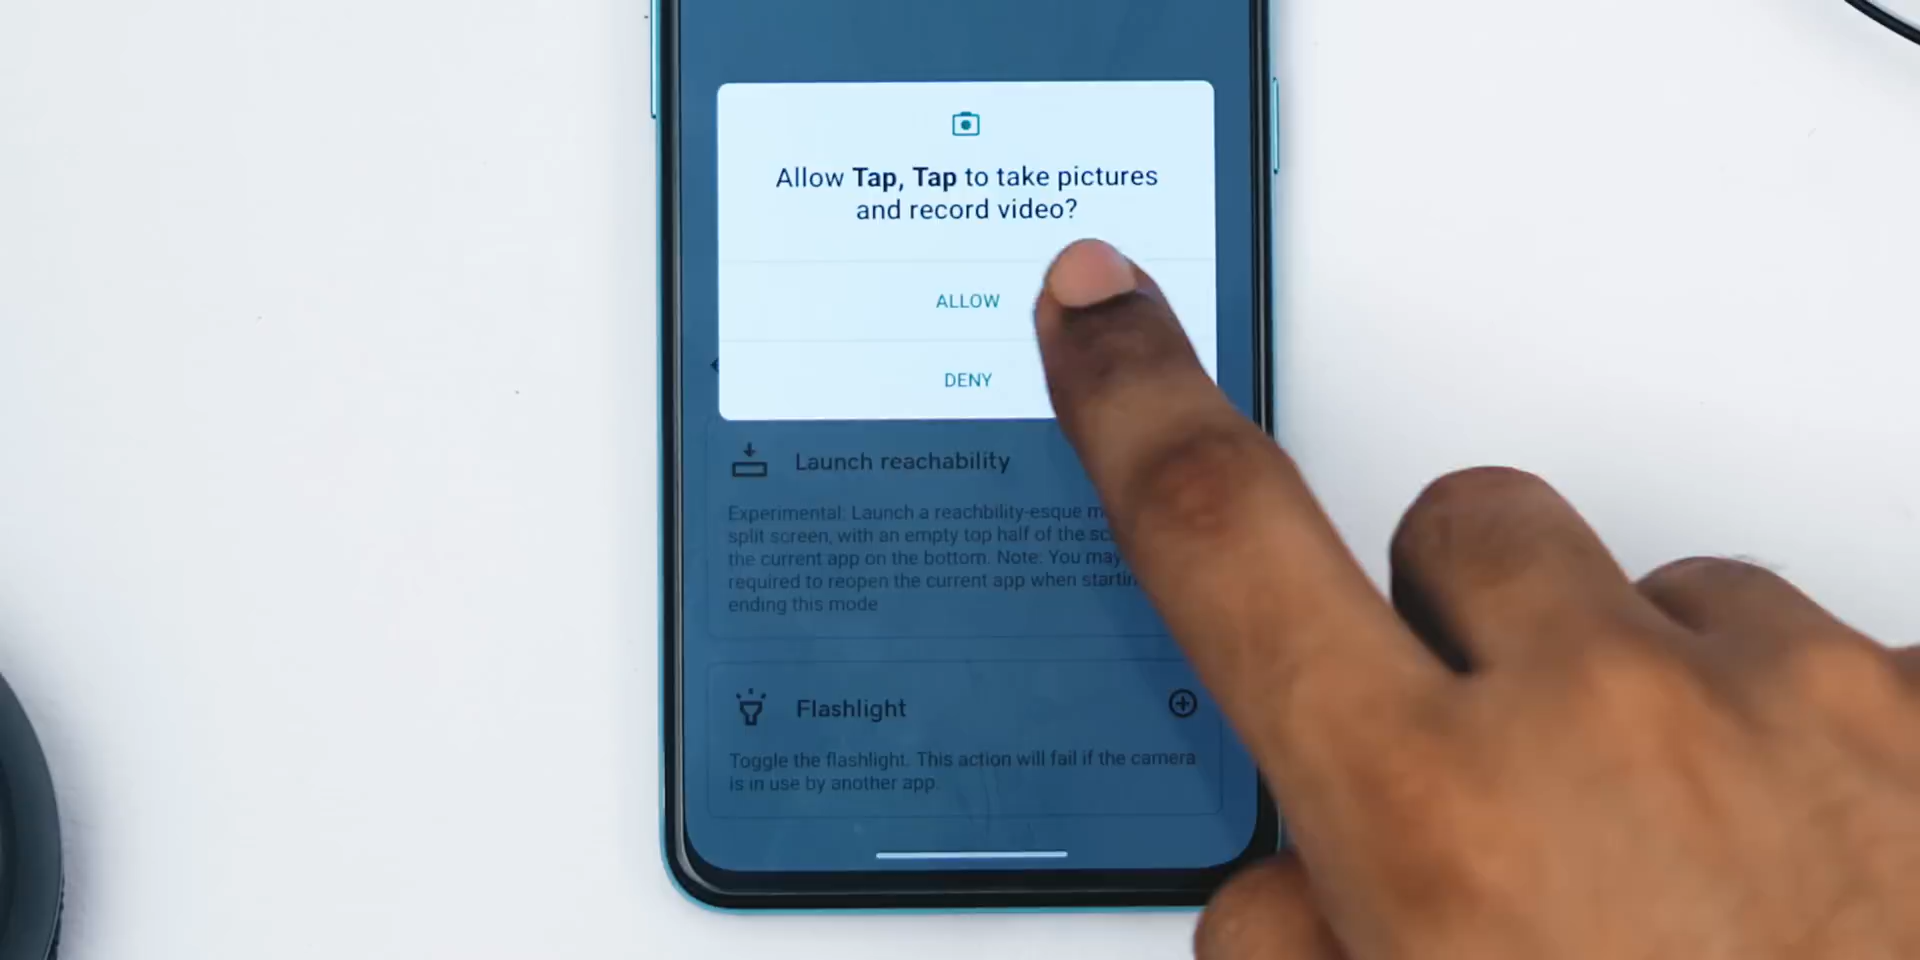 Allow Tap, Tap to take pictures
and record video?
ALLOW
DENY
Launch reachability
Experimental: Launch a reachbility-esque
split screen, with an empty top half of the
the current app on the bottom. Note: You may
required to reopen the current app when
ending this mode
Flashlight
Toggle the flashlight. This action will fail if the camera
is in use by another app.